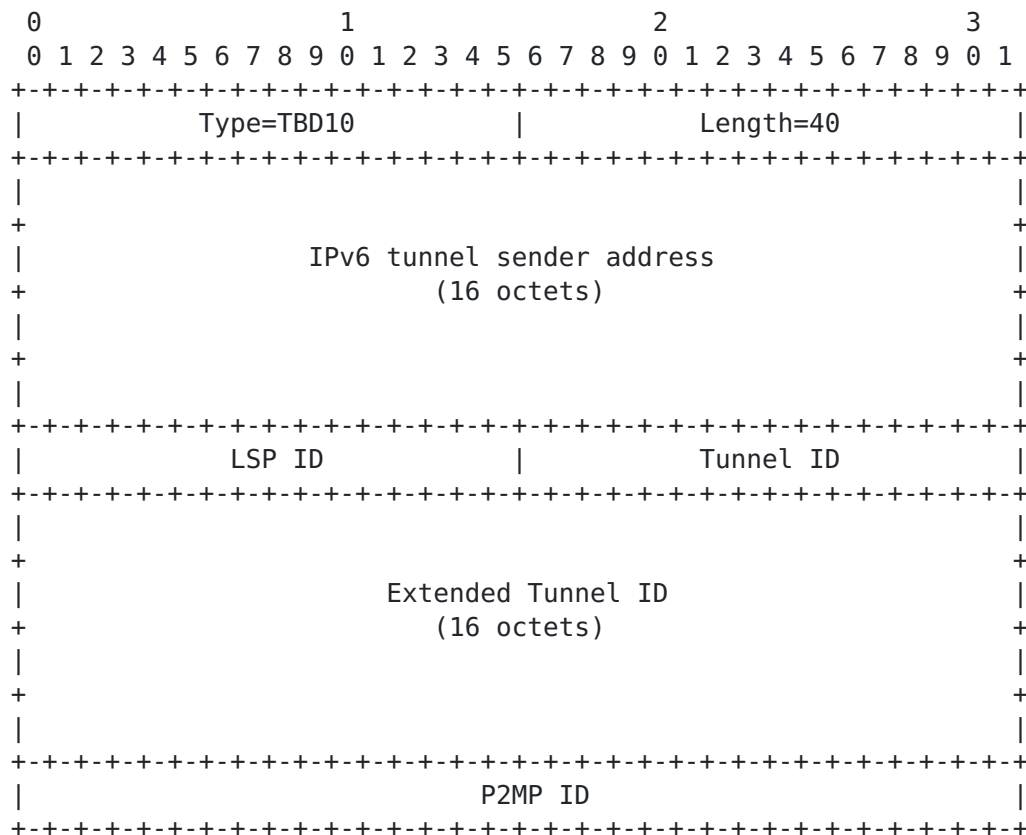 0                   1                   2                   3
 0 1 2 3 4 5 6 7 8 9 0 1 2 3 4 5 6 7 8 9 0 1 2 3 4 5 6 7 8 9 0 1
+-+-+-+-+-+-+-+-+-+-+-+-+-+-+-+-+-+-+-+-+-+-+-+-+-+-+-+-+-+-+-+-+
|           Type=TBD10          |           Length=40           |
+-+-+-+-+-+-+-+-+-+-+-+-+-+-+-+-+-+-+-+-+-+-+-+-+-+-+-+-+-+-+-+-+
|                                                               |
+                                                               +
|                  IPv6 tunnel sender address                   |
+                          (16 octets)                          +
|                                                               |
+                                                               +
|                                                               |
+-+-+-+-+-+-+-+-+-+-+-+-+-+-+-+-+-+-+-+-+-+-+-+-+-+-+-+-+-+-+-+-+
|             LSP ID            |           Tunnel ID           |
+-+-+-+-+-+-+-+-+-+-+-+-+-+-+-+-+-+-+-+-+-+-+-+-+-+-+-+-+-+-+-+-+
|                                                               |
+                                                               +
|                       Extended Tunnel ID                      |
+                          (16 octets)                          +
|                                                               |
+                                                               +
|                                                               |
+-+-+-+-+-+-+-+-+-+-+-+-+-+-+-+-+-+-+-+-+-+-+-+-+-+-+-+-+-+-+-+-+
|                             P2MP ID                           |
+-+-+-+-+-+-+-+-+-+-+-+-+-+-+-+-+-+-+-+-+-+-+-+-+-+-+-+-+-+-+-+-+